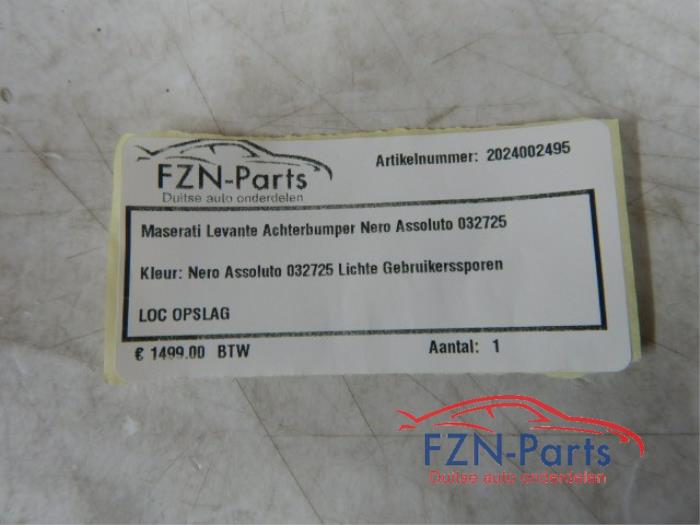 FZN-Parts
Duitse auto onderdelen
Artikelnummer: 2024002495
Maserati Levante Achterbumper Nero Assoluto 032725
Kleur: Nero Assoluto 032725 Lichte Gebruikerssporen
LOC OPSLAG
€ 1499.00 BTW
Aantal: 1
FZN-Parts
Duitse auto onderdelen